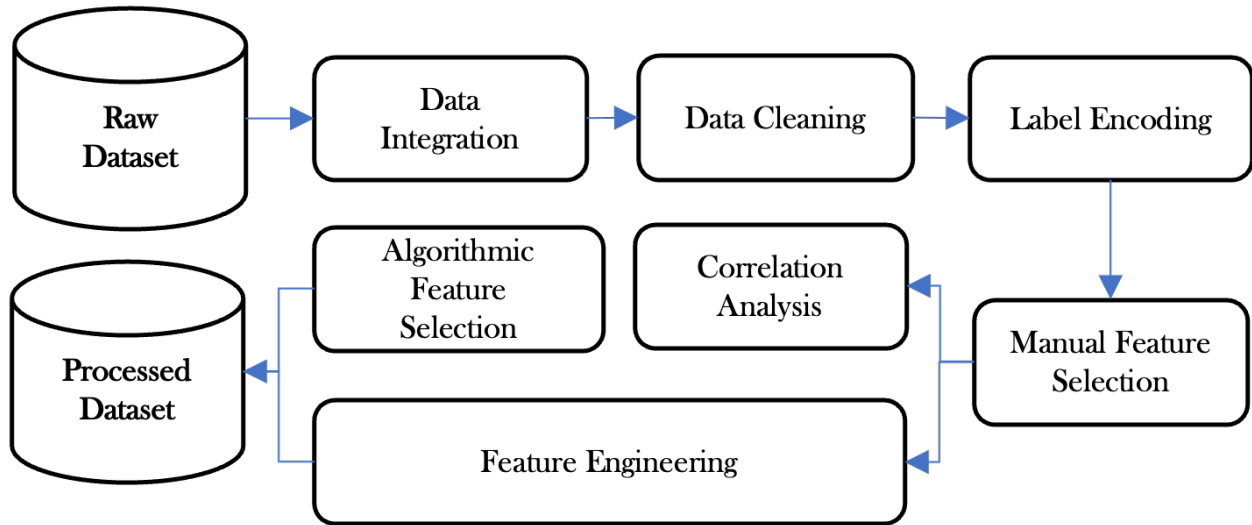 Raw
Dataset
Data
Integration
Data Cleaning
Label Encoding
Algorithmic
Feature
Selection
Correlation
Analysis
Manual Feature
Selection
Processed
Dataset
Feature Engineering